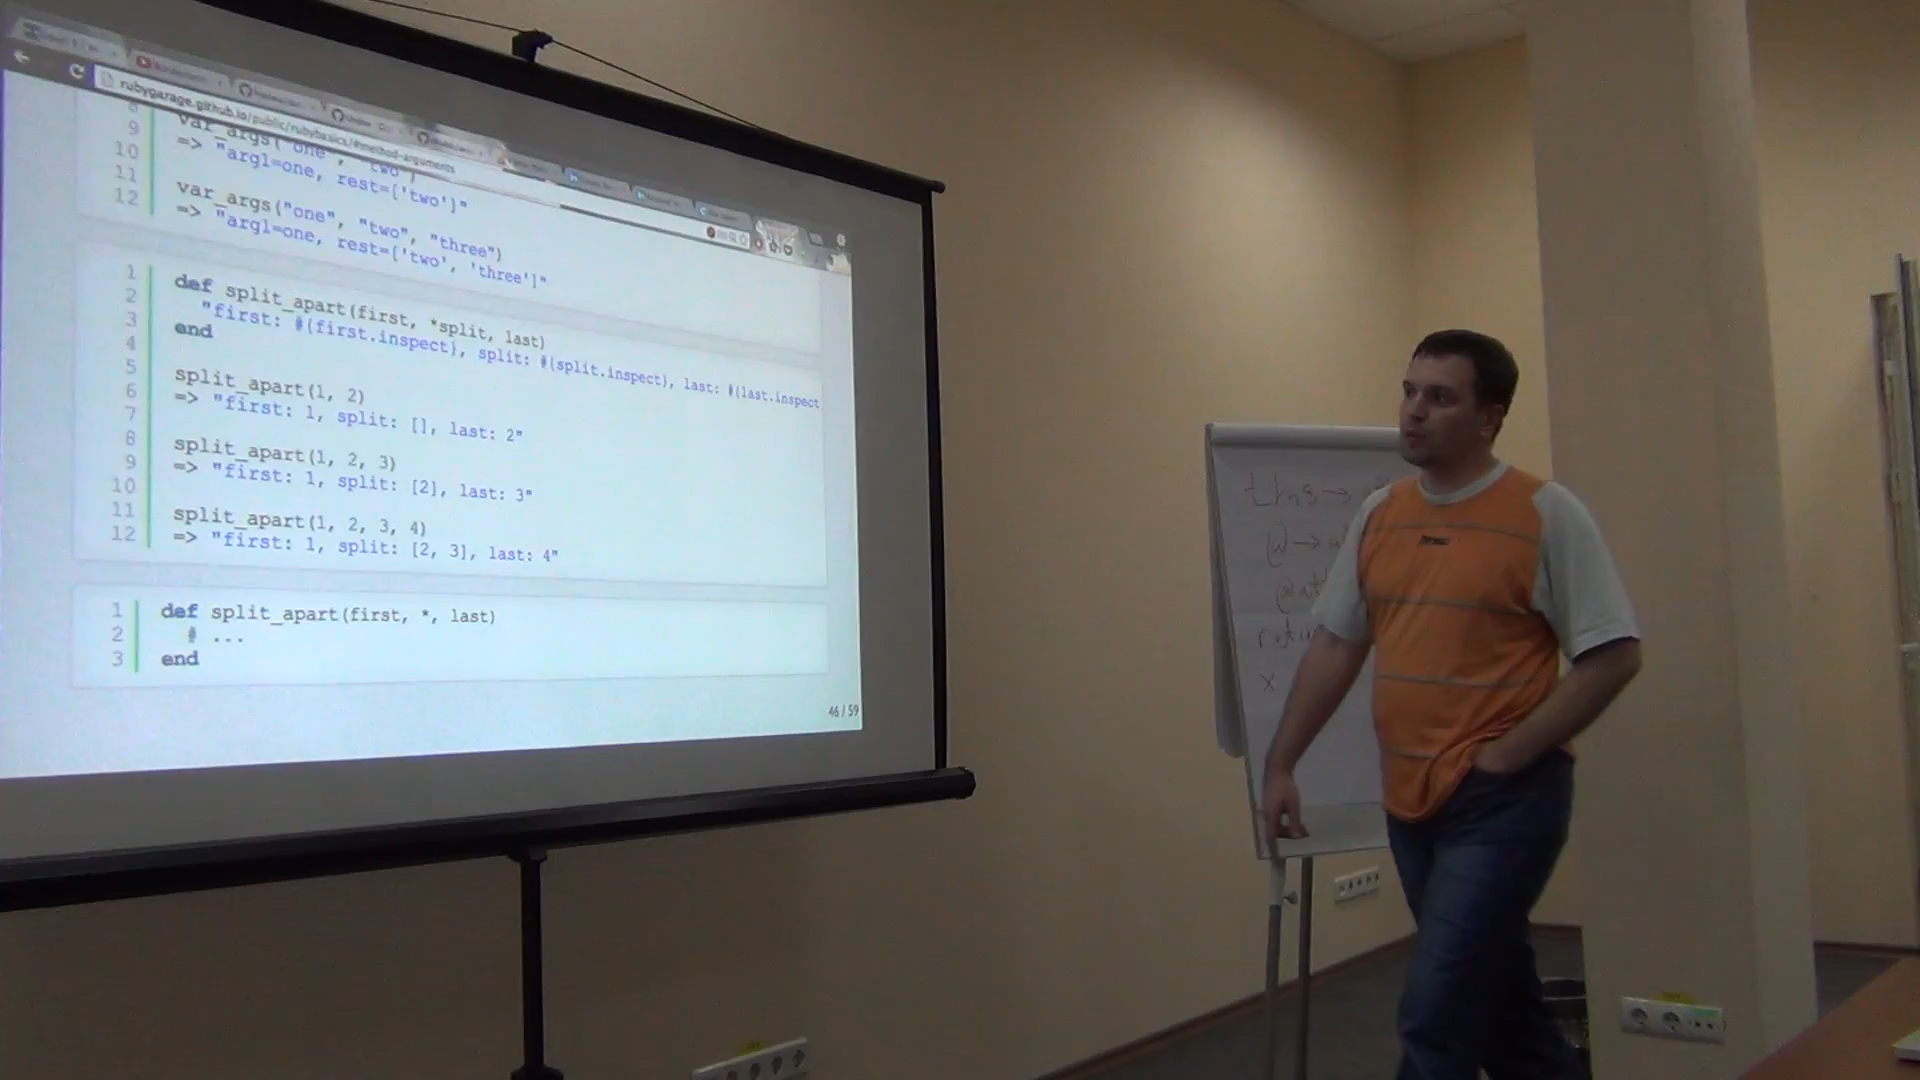 rubygarage.github.io/public/rubybasics/#method-arguments
8
9 var_args("one", "two")
10 => "arg1=one, rest=['two']"
11
12 var_args("one", "two", "three")
=> "arg1=one, rest=['two', 'three']"
1 def split_apart(first, *split, last)
2 "first: #{first.inspect}, split: #{split.inspect}, last: #{last.inspect
3 end
4
5 split_apart(1, 2)
6 => "first: 1, split: [], last: 2"
7
8 split_apart(1, 2, 3)
9 => "first: 1, split: [2], last: 3"
10
11 split_apart(1, 2, 3, 4)
12 => "first: 1, split: [2, 3], last: 4"
1 def split_apart(first, *, last)
2 # ...
3 end
46 / 59
this →
@ →
x